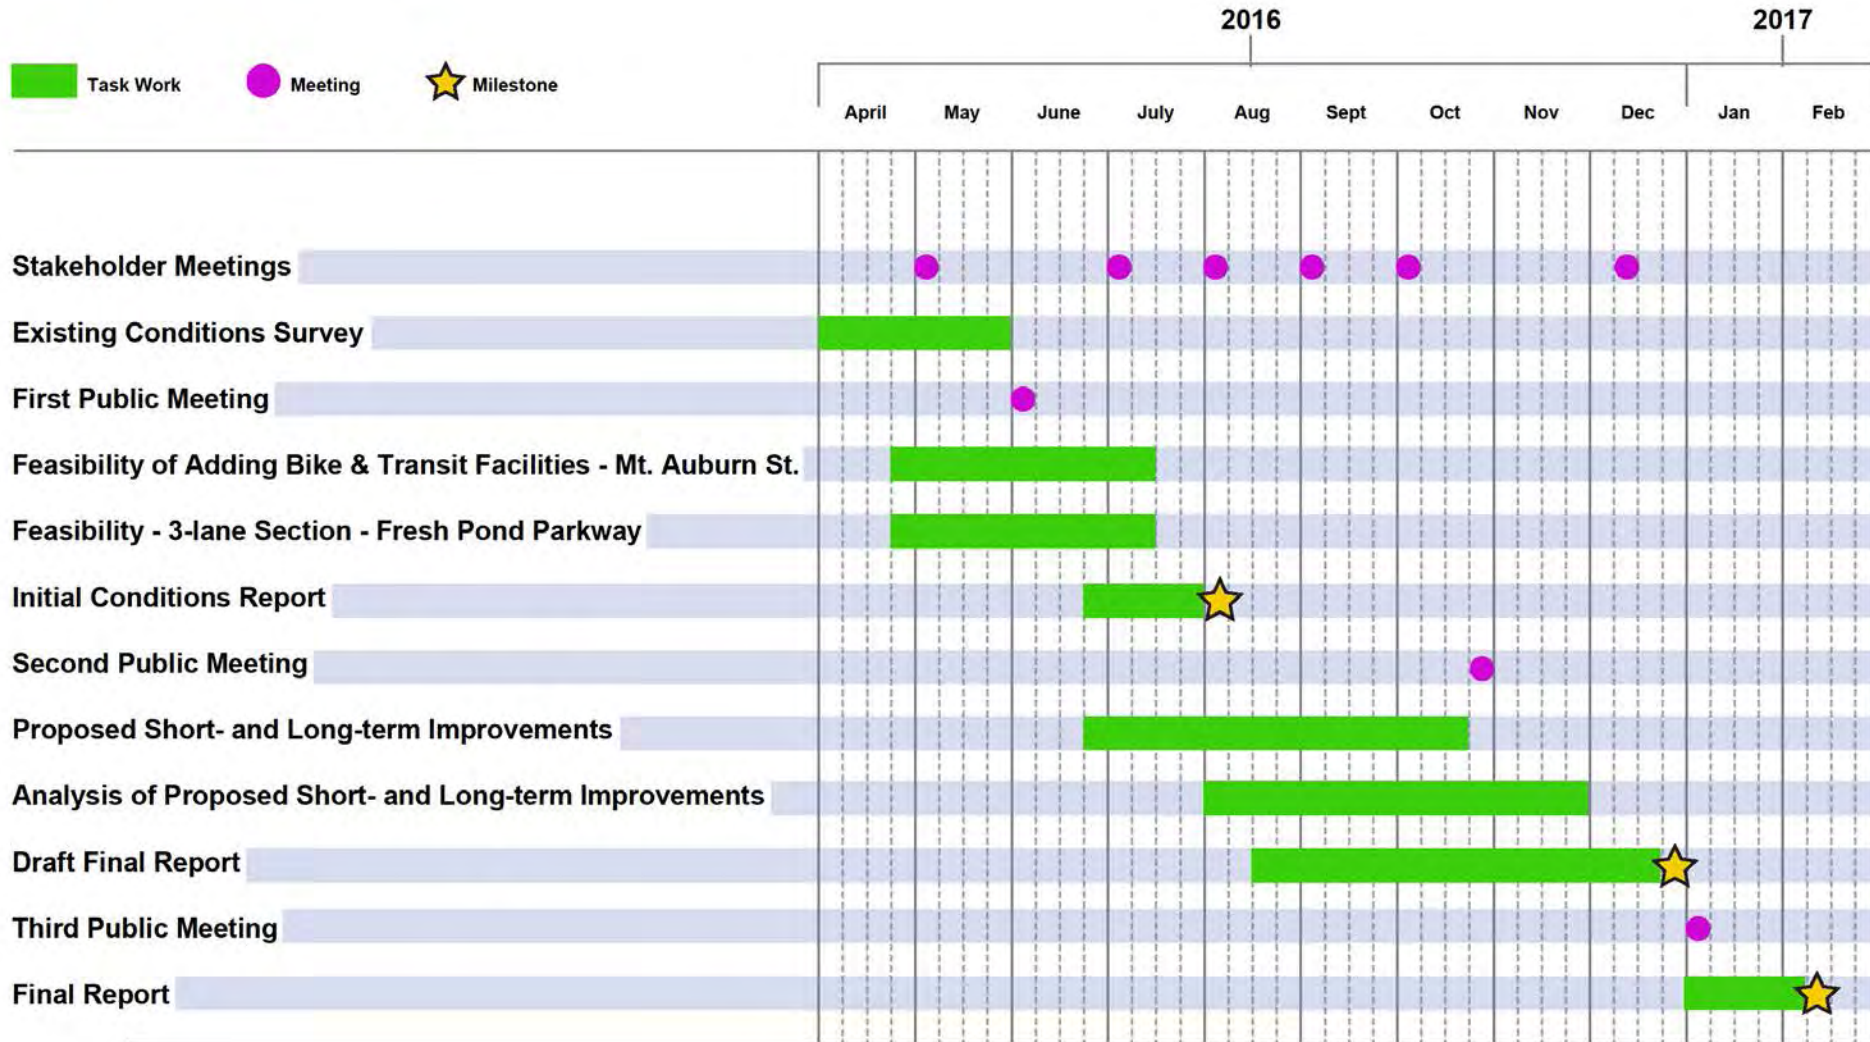 2016 2017
Task Work Meeting Milestone
April May June July Aug Sept Oct Nov Dec Jan Feb
Stakeholder Meetings
Existing Conditions Survey
First Public Meeting
Feasibility of Adding Bike & Transit Facilities - Mt. Auburn St.
Feasibility - 3-lane Section - Fresh Pond Parkway
Initial Conditions Report
Second Public Meeting
Proposed Short- and Long-term Improvements
Analysis of Proposed Short- and Long-term Improvements
Draft Final Report
Third Public Meeting
Final Report